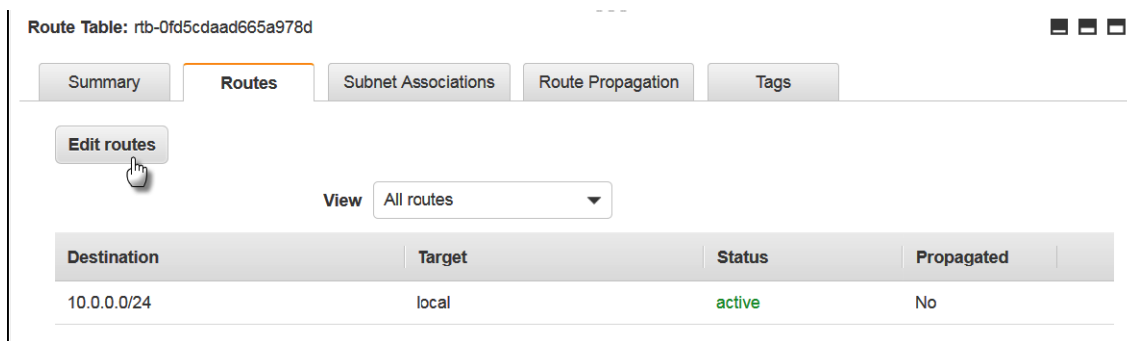 Route Table: rtb-0fd5cdaad665a978d
Summary Routes Subnet Associations Route Propagation Tags
Edit routes
View All routes
Destination Target Status Propagated
10.0.0.0/24 local active No